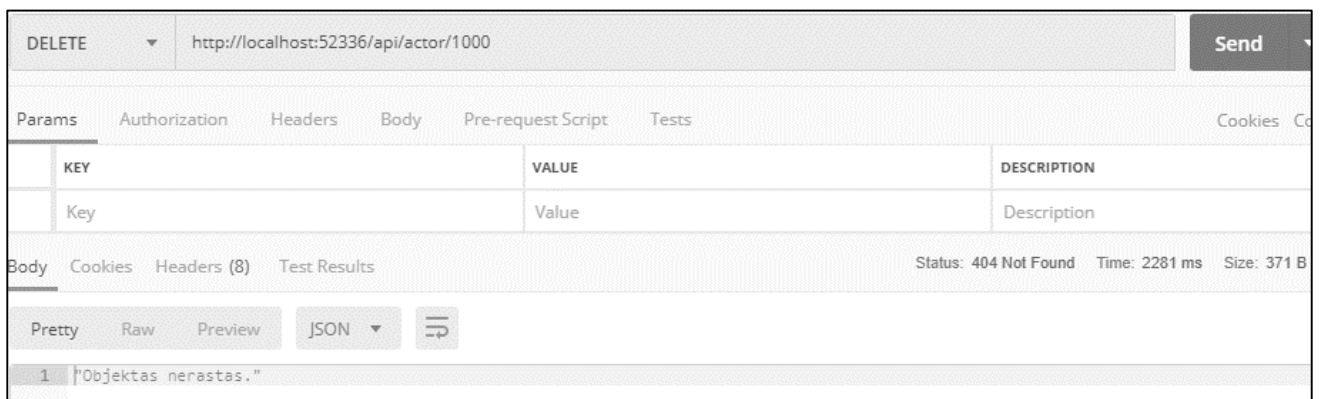 DELETE http://localhost:52336/api/actor/1000 Send
Params Authorization Headers Body Pre-request Script Tests Cookies
KEY VALUE DESCRIPTION
Key Value Description
Body Cookies Headers (8) Test Results Status: 404 Not Found Time: 2281 ms Size: 371 B
Pretty Raw Preview JSON
1 "Objektas nerastas."